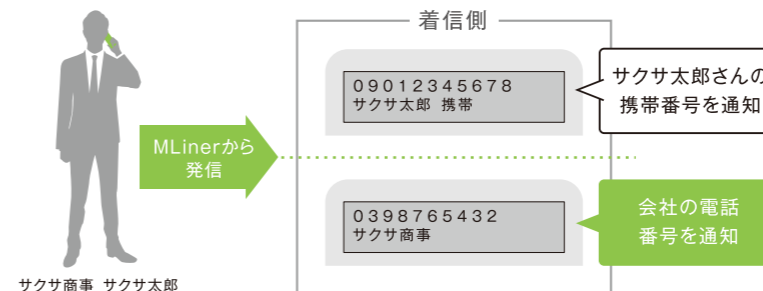 着信側
09012345678
サクサ太郎 携帯
サクサ太郎さんの
携帯番号を通知
MLinerから
発信
0398765432
サクサ商事
会社の電話
番号を通知
サクサ商事 サクサ太郎